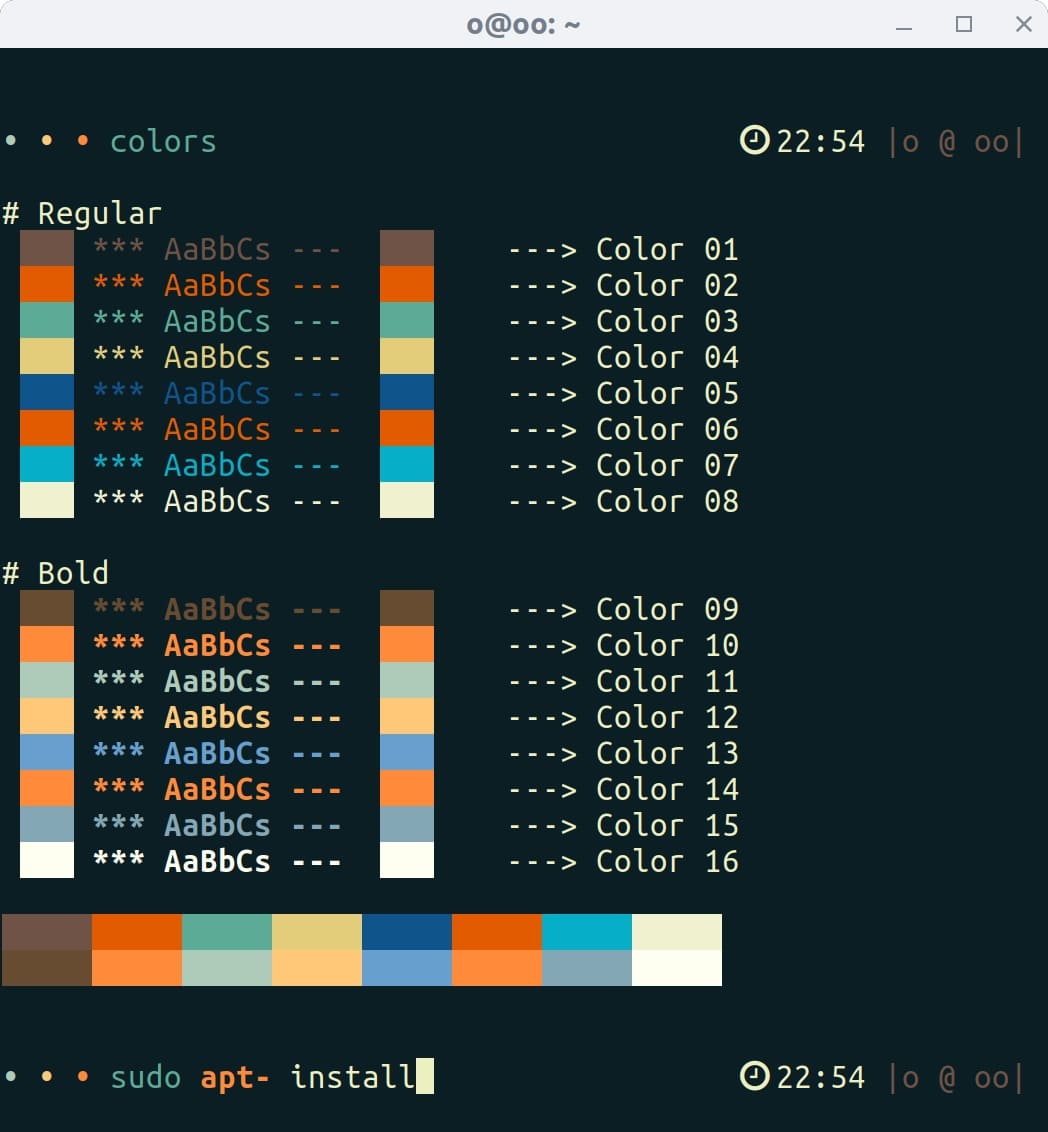 o@oo: ~
• • • colors 22:54 |o @ oo|
# Regular
*** AaBbCs --- ---> Color 01
*** AaBbCs --- ---> Color 02
*** AaBbCs --- ---> Color 03
*** AaBbCs --- ---> Color 04
*** AaBbCs --- ---> Color 05
*** AaBbCs --- ---> Color 06
*** AaBbCs --- ---> Color 07
*** AaBbCs --- ---> Color 08
# Bold
*** AaBbCs --- ---> Color 09
*** AaBbCs --- ---> Color 10
*** AaBbCs --- ---> Color 11
*** AaBbCs --- ---> Color 12
*** AaBbCs --- ---> Color 13
*** AaBbCs --- ---> Color 14
*** AaBbCs --- ---> Color 15
*** AaBbCs --- ---> Color 16
• • • sudo apt- install 22:54 |o @ oo|